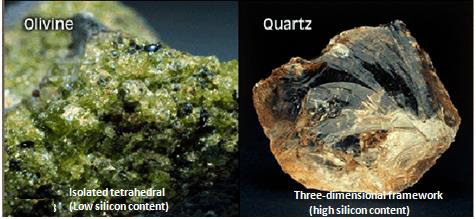 Olivine
Isolated tetrahedral
(Low silicon content)
Quartz
Three-dimensional framework
(high silicon content)